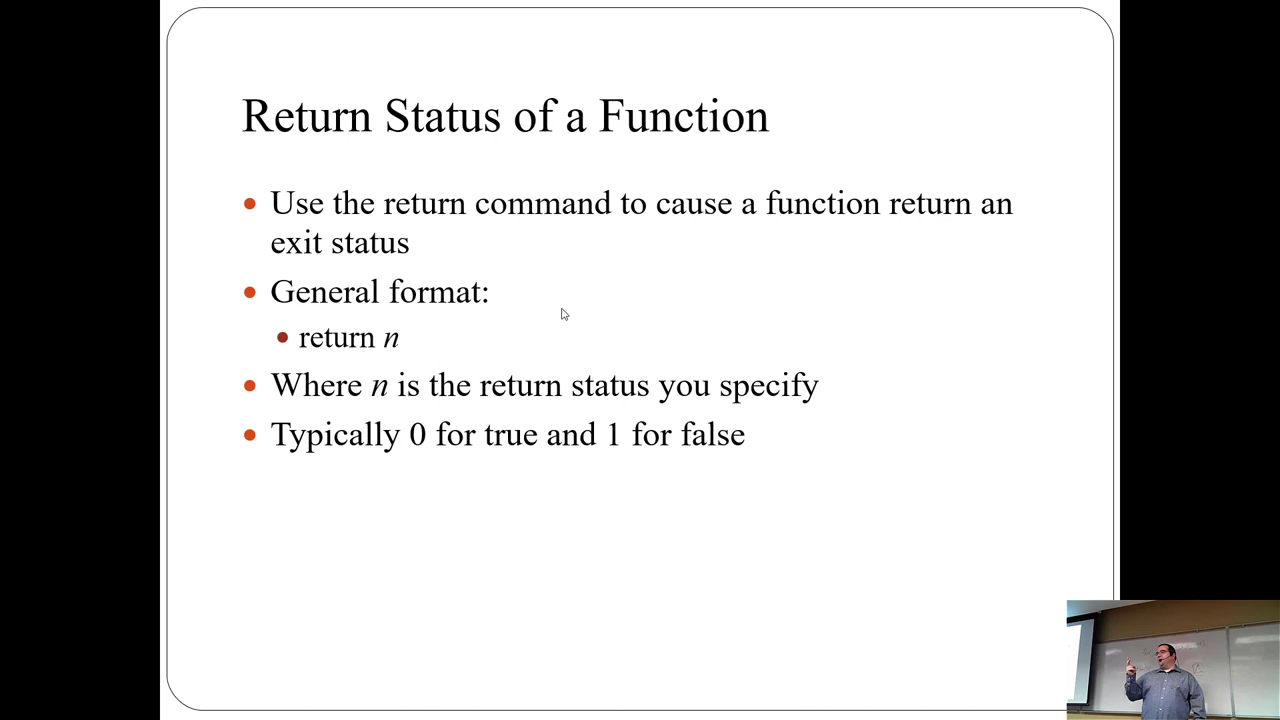 Return Status of a Function
Use the return command to cause a function return an
exit status
General format:
return n
Where n is the return status you specify
Typically 0 for true and 1 for false